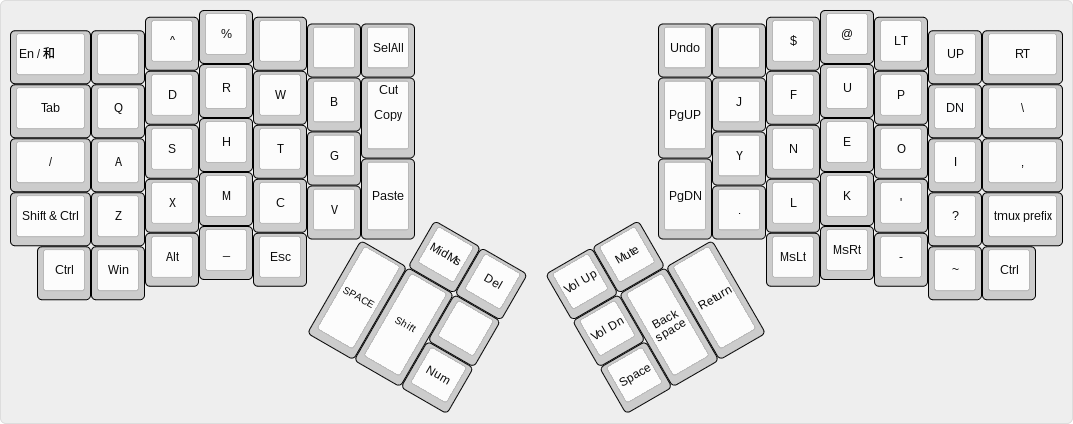 En / 和
^
%
SelAll
Undo
$
@
LT
UP
RT
Tab
Q
D
R
W
B
Cut
Copy
PgUP
J
F
U
P
DN
\
/
A
S
H
T
G
Paste
PgDN
Y
N
E
O
I
,
Shift & Ctrl
Z
X
M
C
V
.
L
K
'
?
tmux prefix
Ctrl
Win
Alt
_
Esc
MsLt
MsRt
-
~
Ctrl
MidMs
Del
SPACE
Shift
Num
Mute
Vol Up
Vol Dn
Back
space
Return
Space